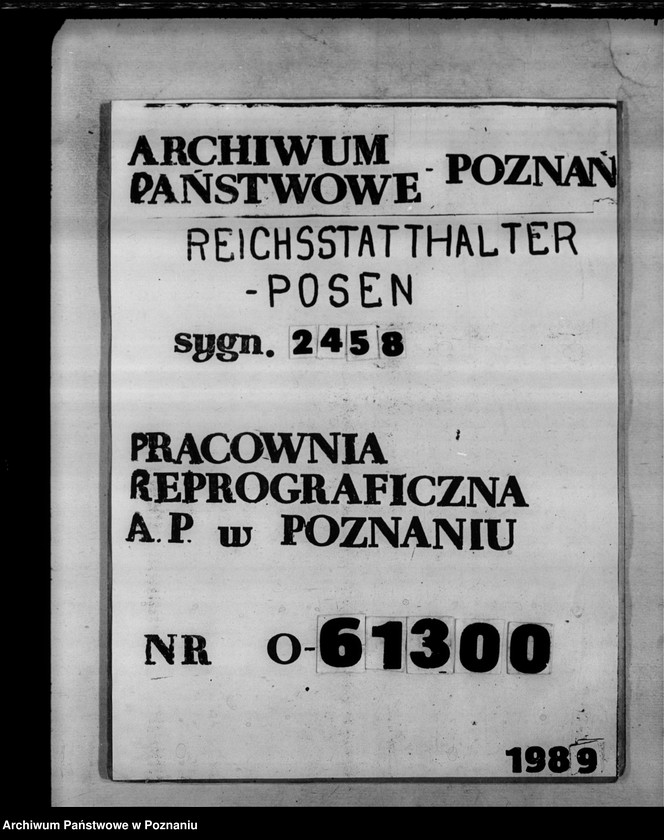 ARCHIWUM
PAŃSTWOWE - POZNAŃ
REICHSSTATTHALTER
-POSEN
sygn. 2458
PRACOWNIA
REPROGRAFICZNA
A.P. w POZNANIU
NR O-61300
1989
Archiwum Państwowe w Poznaniu